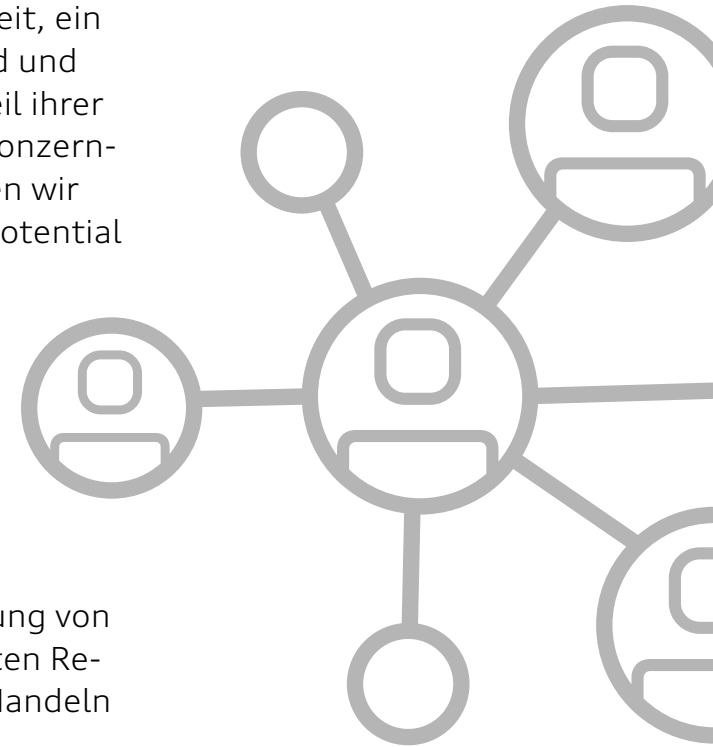 eit, ein
d und
eil ihrer
onzern-
en wir
otential
ung von
ten Re-
Handeln